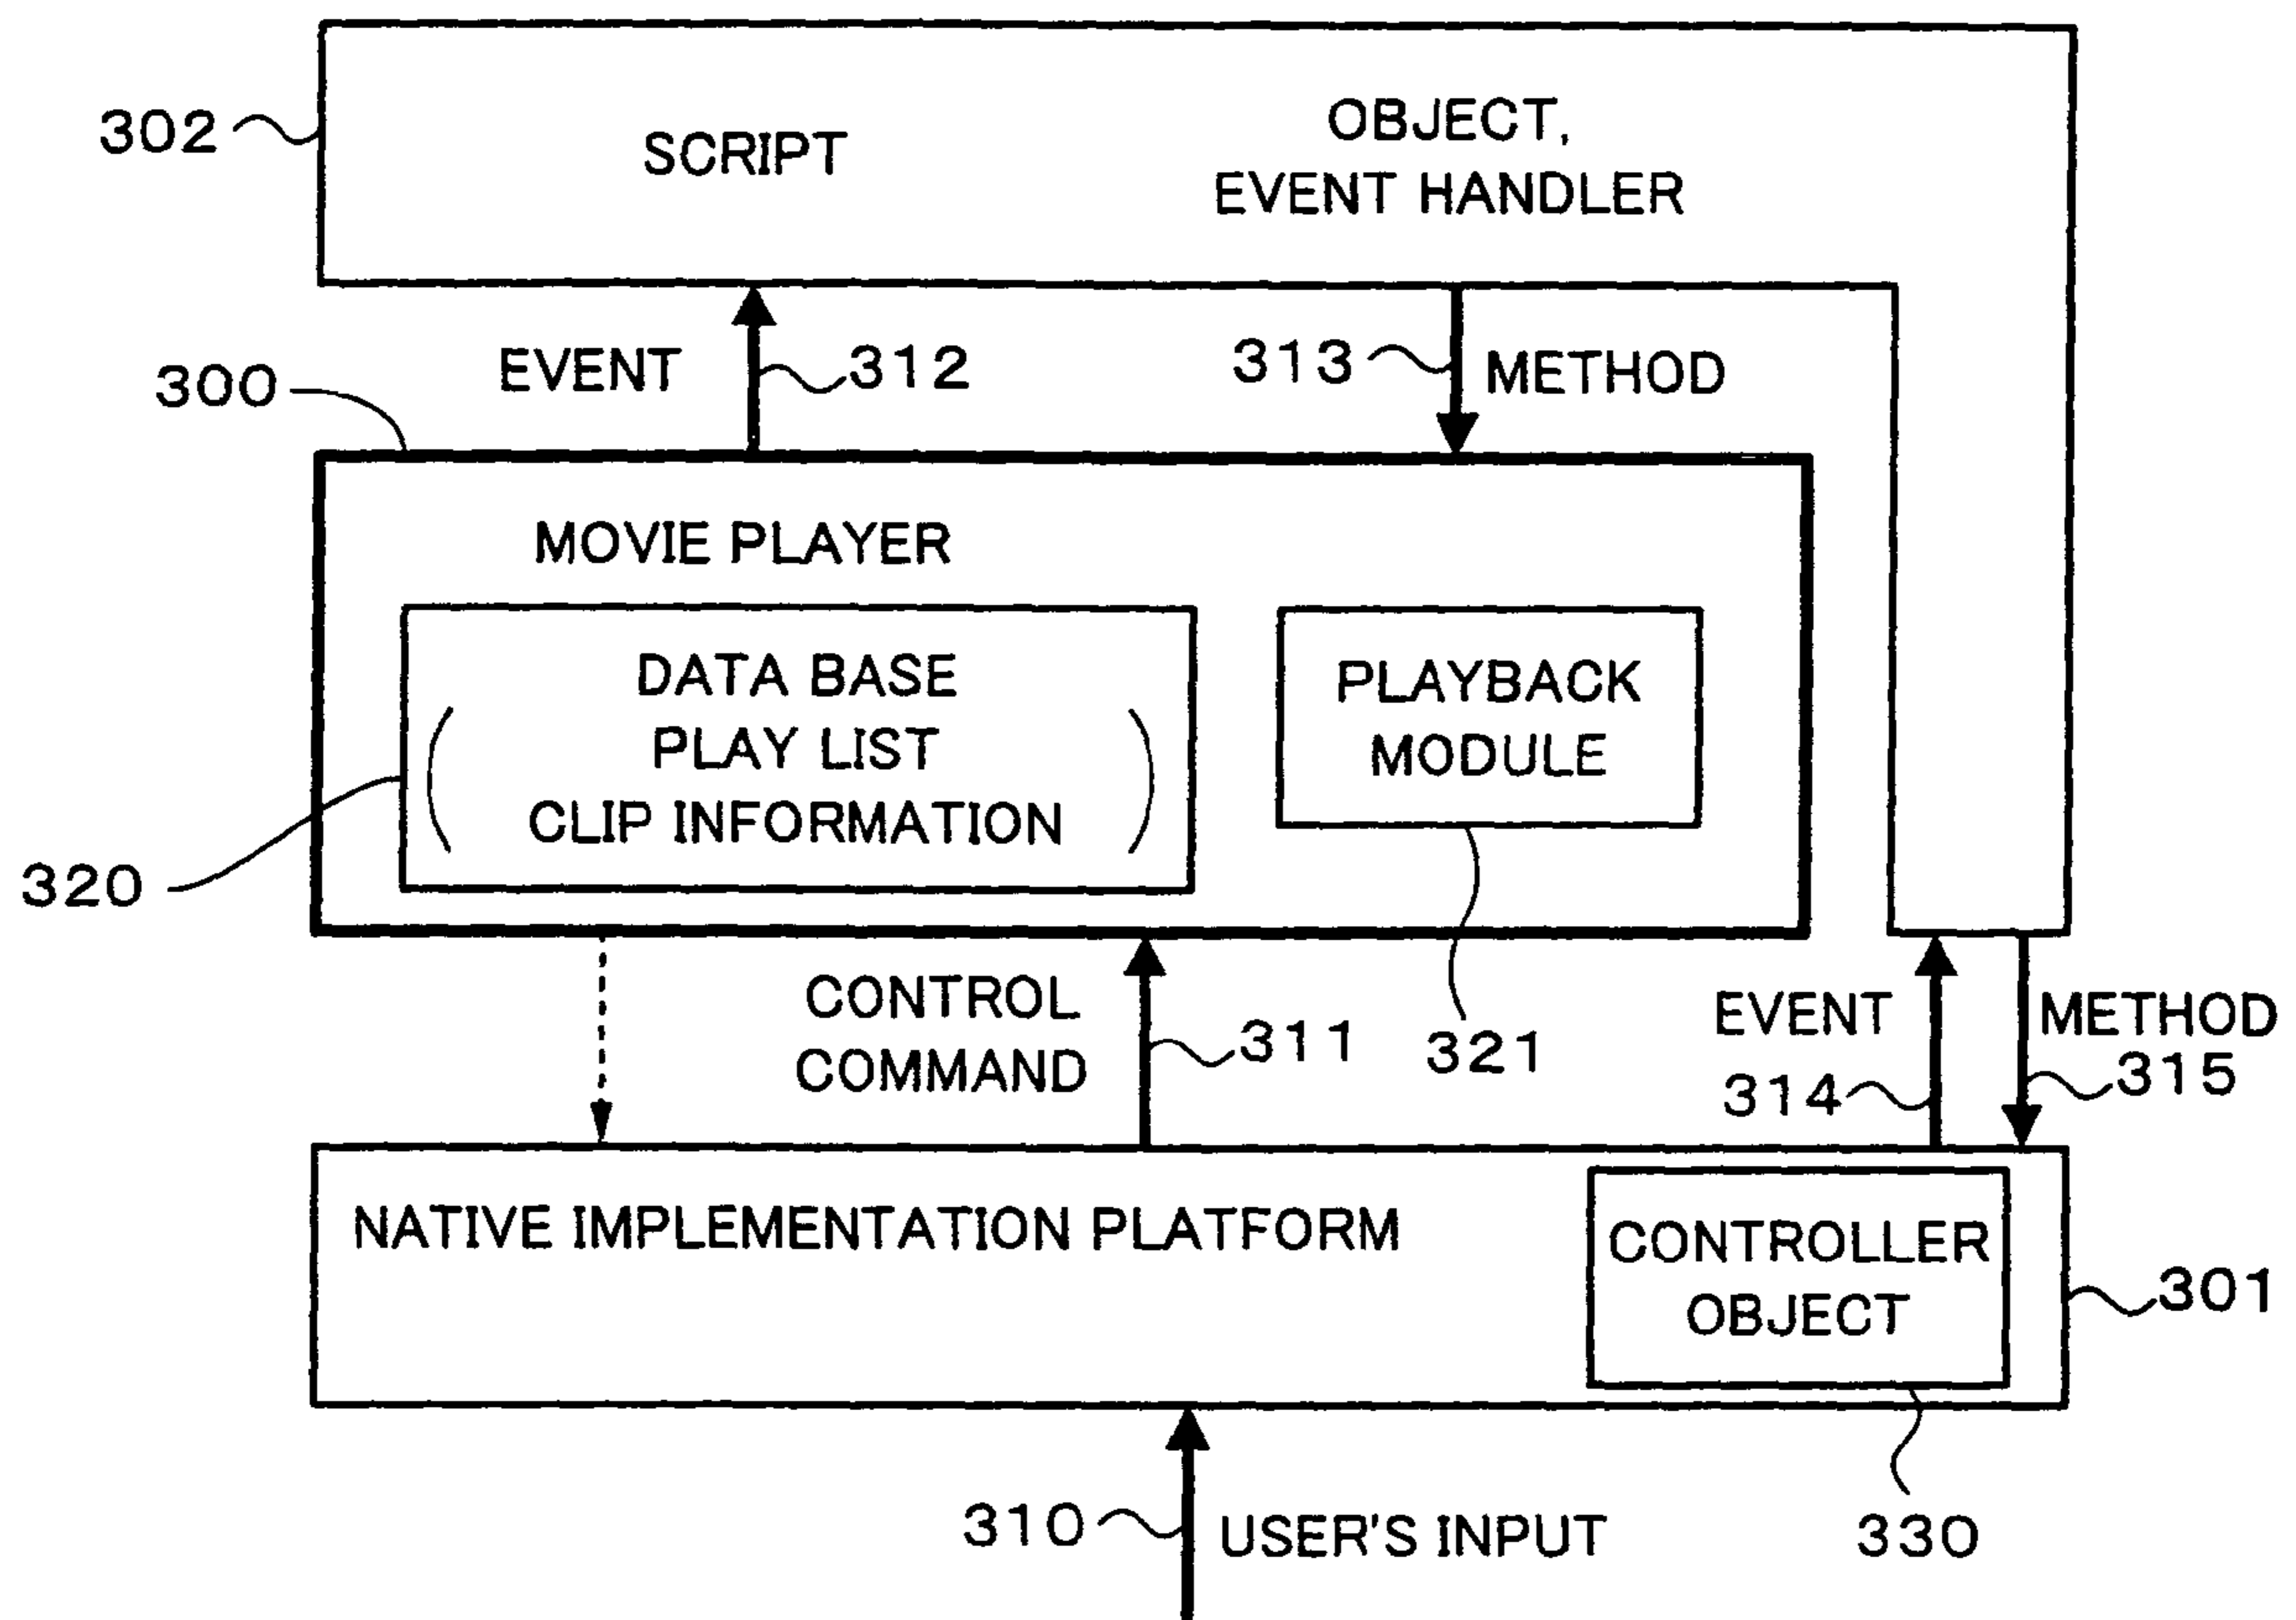 302
SCRIPT
OBJECT,
EVENT HANDLER
300
EVENT
312
313
METHOD
MOVIE PLAYER
DATA BASE
PLAY LIST
CLIP INFORMATION
PLAYBACK
MODULE
320
CONTROL
COMMAND
311
321
EVENT
314
METHOD
315
NATIVE IMPLEMENTATION PLATFORM
CONTROLLER
OBJECT
301
310
USER'S INPUT
330